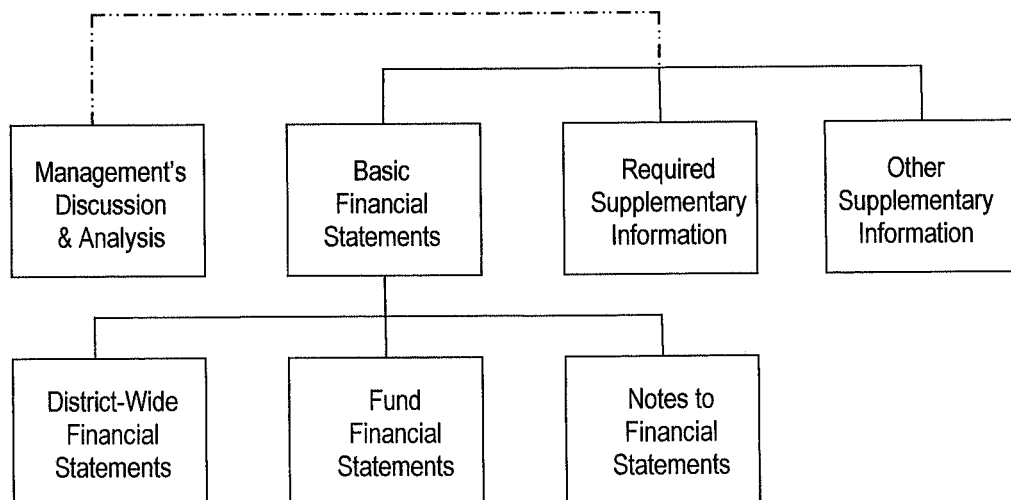 Management's
Discussion
& Analysis
Basic
Financial
Statements
Required
Supplementary
Information
Other
Supplementary
Information
District-Wide
Financial
Statements
Fund
Financial
Statements
Notes to
Financial
Statements